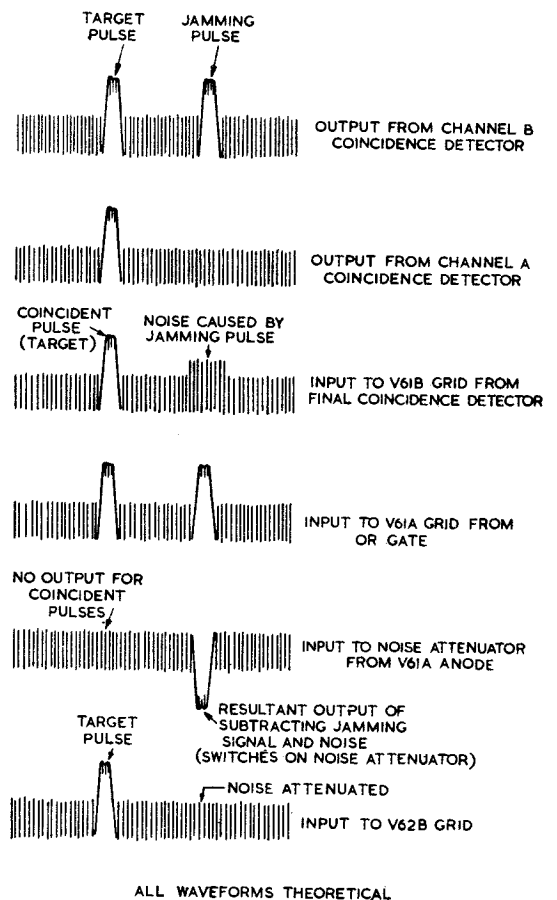 TARGET
PULSE
JAMMING
PULSE
OUTPUT FROM CHANNEL B
COINCIDENCE DETECTOR
OUTPUT FROM CHANNEL A
COINCIDENCE DETECTOR
COINCIDENT
PULSE
(TARGET)
NOISE CAUSED BY
JAMMING PULSE
INPUT TO V61B GRID FROM
FINAL COINCIDENCE DETECTOR
INPUT TO V61A GRID FROM
OR GATE
NO OUTPUT FOR
COINCIDENT
PULSES
INPUT TO NOISE ATTENUATOR
FROM V61A ANODE
RESULTANT OUTPUT OF
SUBTRACTING JAMMING
SIGNAL AND NOISE
(SWITCHES ON NOISE ATTENUATOR)
TARGET
PULSE
NOISE ATTENUATED
INPUT TO V62B GRID
ALL WAVEFORMS THEORETICAL